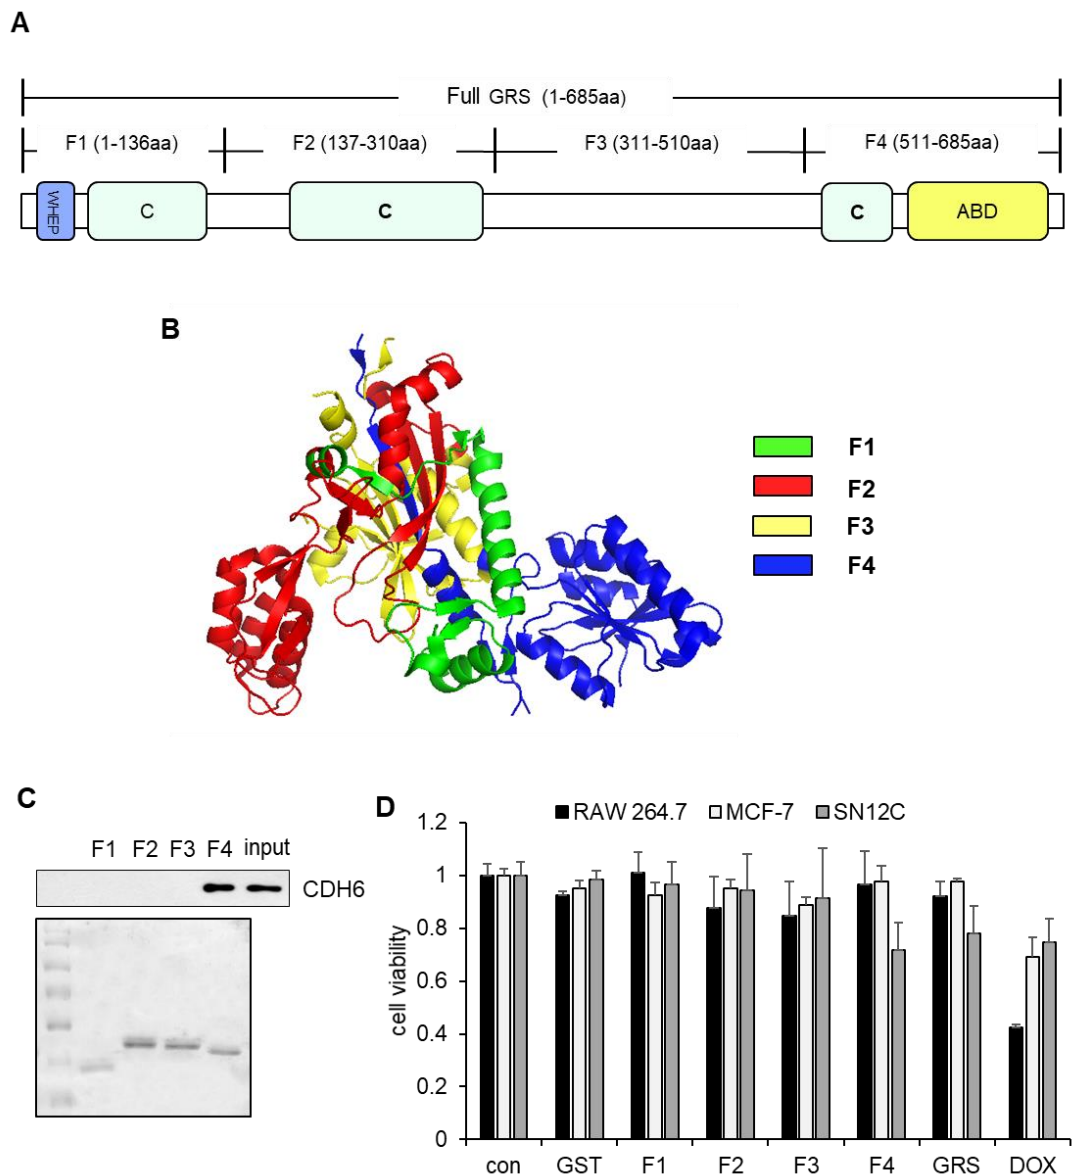 A
Full GRS (1-685aa)
F1 (1-136aa) F2 (137-310aa) F3 (311-510aa) F4 (511-685aa)
WHEP C C C ABD
B
F1
F2
F3
F4
C
F1 F2 F3 F4 input
CDH6
D
RAW 264.7 MCF-7 SN12C
1.2
1
0.8
0.6
0.4
0.2
0
cell viability
con GST F1 F2 F3 F4 GRS DOX